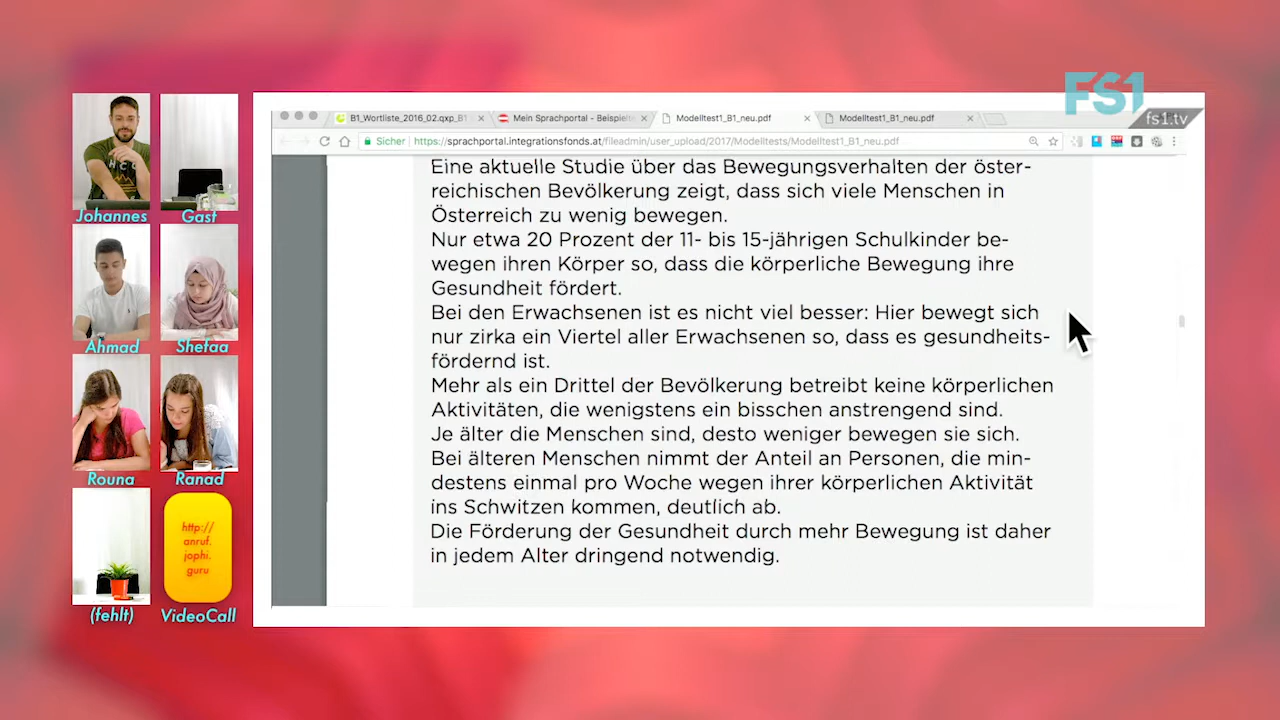 FS1
fs1.tv
B1_Wortliste_2016_02.qxp_B1
Mein Sprachportal - Beispielte
Modelltest1_B1_neu.pdf
Modelltest1_B1_neu.pdf
Sicher
https://sprachportal.integrationsfonds.at/fileadmin/user_upload/2017/Modelltests/Modelltest1_B1_neu.pdf
Eine aktuelle Studie über das Bewegungsverhalten der öster-
reichischen Bevölkerung zeigt, dass sich viele Menschen in
Österreich zu wenig bewegen.
Nur etwa 20 Prozent der 11- bis 15-jährigen Schulkinder be-
wegen ihren Körper so, dass die körperliche Bewegung ihre
Gesundheit fördert.
Bei den Erwachsenen ist es nicht viel besser: Hier bewegt sich
nur zirka ein Viertel aller Erwachsenen so, dass es gesundheits-
fördernd ist.
Mehr als ein Drittel der Bevölkerung betreibt keine körperlichen
Aktivitäten, die wenigstens ein bisschen anstrengend sind.
Je älter die Menschen sind, desto weniger bewegen sie sich.
Bei älteren Menschen nimmt der Anteil an Personen, die min-
destens einmal pro Woche wegen ihrer körperlichen Aktivität
ins Schwitzen kommen, deutlich ab.
Die Förderung der Gesundheit durch mehr Bewegung ist daher
in jedem Alter dringend notwendig.
Johannes
Gast
Ahmad
Shefaa
Rouna
Ranad
http://
anruf.
jophi.
guru
(fehlt)
VideoCall